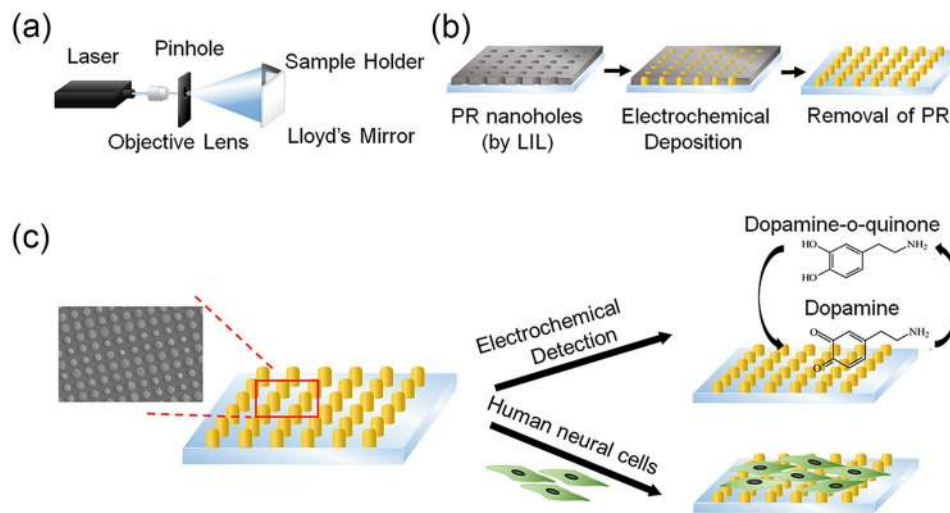 (a)
Laser
Pinhole
Sample Holder
Objective Lens
Lloyd's Mirror
(b)
PR nanoholes
(by LIL)
Electrochemical
Deposition
Removal of PR
(c)
Electrochemical
Detection
Human neural cells
Dopamine-o-quinone
HO
NH₂
HO
Dopamine
O
NH₂
O